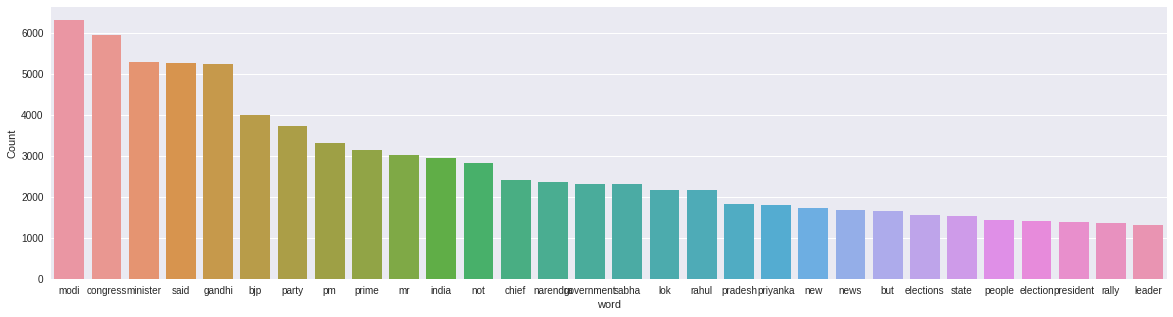 6000
5000
4000
3000
2000
1000
0
Count
modi congress minister said gandhi bjp party pm prime mr india not chief narendra government sabha lok rahul pradesh priyanka new news but elections state people election president rally leader
word